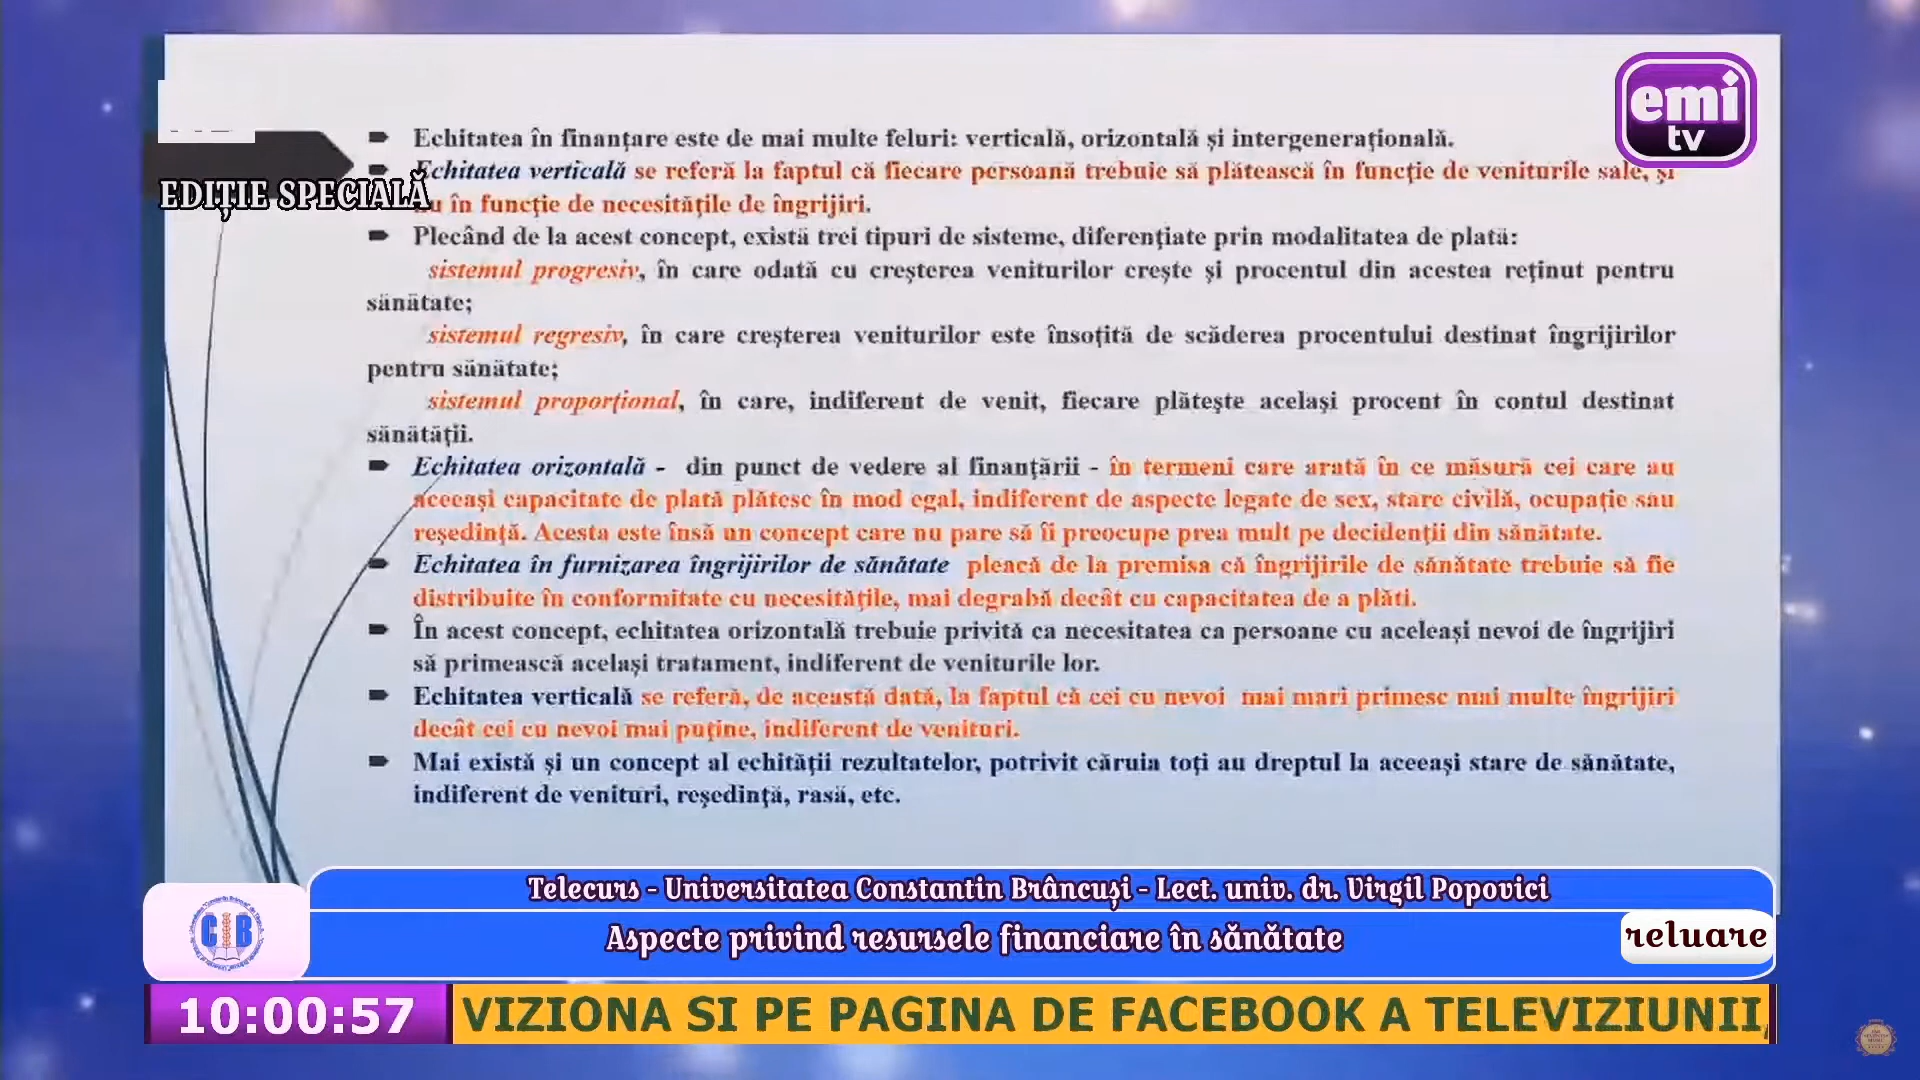 emi
tv
Echitatea în finanțare este de mai multe feluri: verticală, orizontală și intergenerațională.
Echitatea verticală se referă la faptul că fiecare persoană trebuie să plătească în funcție de veniturile sale, și
EDIȚIE SPECIALĂ
în funcție de necesitățile de îngrijiri.
Plecând de la acest concept, există trei tipuri de sisteme, diferențiate prin modalitatea de plată:
sistemul progresiv, în care odată cu creșterea veniturilor crește și procentul din acestea reținut pentru
sănătate;
sistemul regresiv, în care creșterea veniturilor este însoțită de scăderea procentului destinat îngrijirilor
pentru sănătate;
sistemul proporțional, în care, indiferent de venit, fiecare plătește același procent în contul destinat
sănătății.
Echitatea orizontală - din punct de vedere al finanțării - în termeni care arată în ce măsură cei care au
aceeași capacitate de plată plătesc în mod egal, indiferent de aspecte legate de sex, stare civilă, ocupație sau
reședință. Acesta este însă un concept care nu pare să îi preocupe prea mult pe decidenții din sănătate.
Echitatea în furnizarea îngrijirilor de sănătate pleacă de la premisa că îngrijirile de sănătate trebuie să fie
distribuite în conformitate cu necesitățile, mai degrabă decât cu capacitatea de a plăti.
În acest concept, echitatea orizontală trebuie privită ca necesitatea ca persoane cu aceleași nevoi de îngrijiri
să primească același tratament, indiferent de veniturile lor.
Echitatea verticală se referă, de această dată, la faptul că cei cu nevoi mai mari primesc mai multe îngrijiri
decât cei cu nevoi mai puține, indiferent de venituri.
Mai există și un concept al echității rezultatelor, potrivit căruia toți au dreptul la aceeași stare de sănătate,
indiferent de venituri, reședință, rasă, etc.
Telecurs - Universitatea Constantin Brâncuși - Lect. univ. dr. Virgil Popovici
CIB
Aspecte privind resursele financiare în sănătate
reluare
10:00:57 VIZIONA SI PE PAGINA DE FACEBOOK A TELEVIZIUNII,